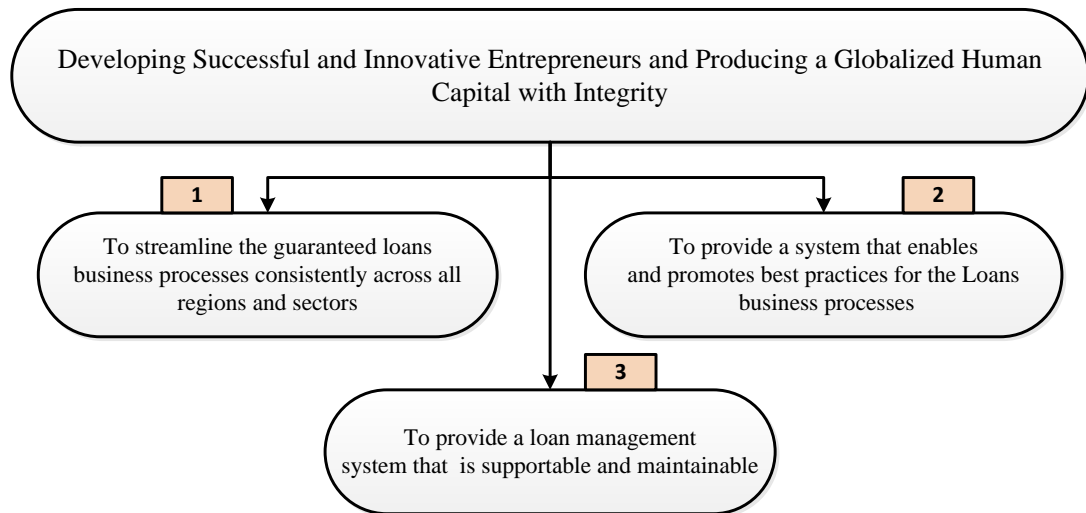 Developing Successful and Innovative Entrepreneurs and Producing a Globalized Human
Capital with Integrity
1
To streamline the guaranteed loans
business processes consistently across all
regions and sectors
2
To provide a system that enables
and promotes best practices for the Loans
business processes
3
To provide a loan management
system that is supportable and maintainable